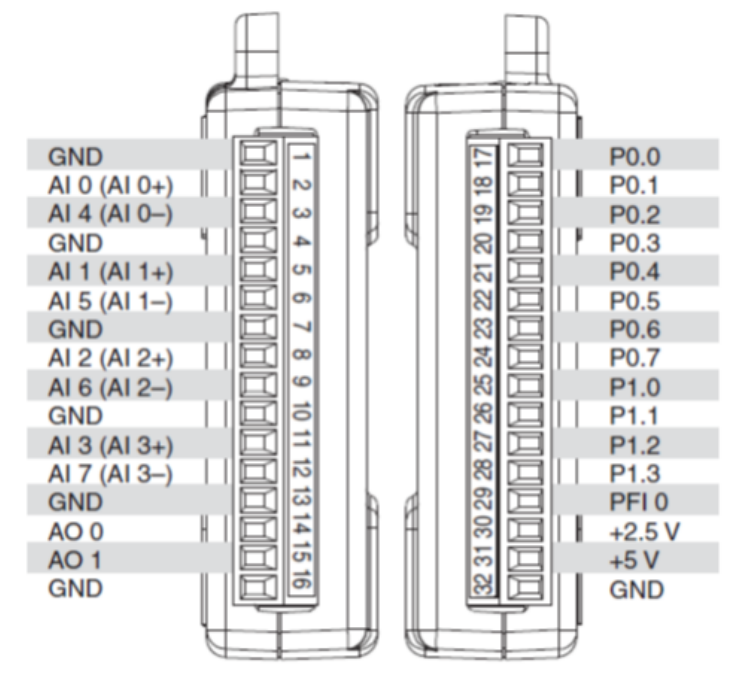 GND 1 17 P0.0
AI 0 (AI 0+) 2 18 P0.1
AI 4 (AI 0–) 3 19 P0.2
GND 4 20 P0.3
AI 1 (AI 1+) 5 21 P0.4
AI 5 (AI 1–) 6 22 P0.5
GND 7 23 P0.6
AI 2 (AI 2+) 8 24 P0.7
AI 6 (AI 2–) 9 25 P1.0
GND 10 26 P1.1
AI 3 (AI 3+) 11 27 P1.2
AI 7 (AI 3–) 12 28 P1.3
GND 13 29 PFI 0
AO 0 14 30 +2.5 V
AO 1 15 31 +5 V
GND 16 32 GND